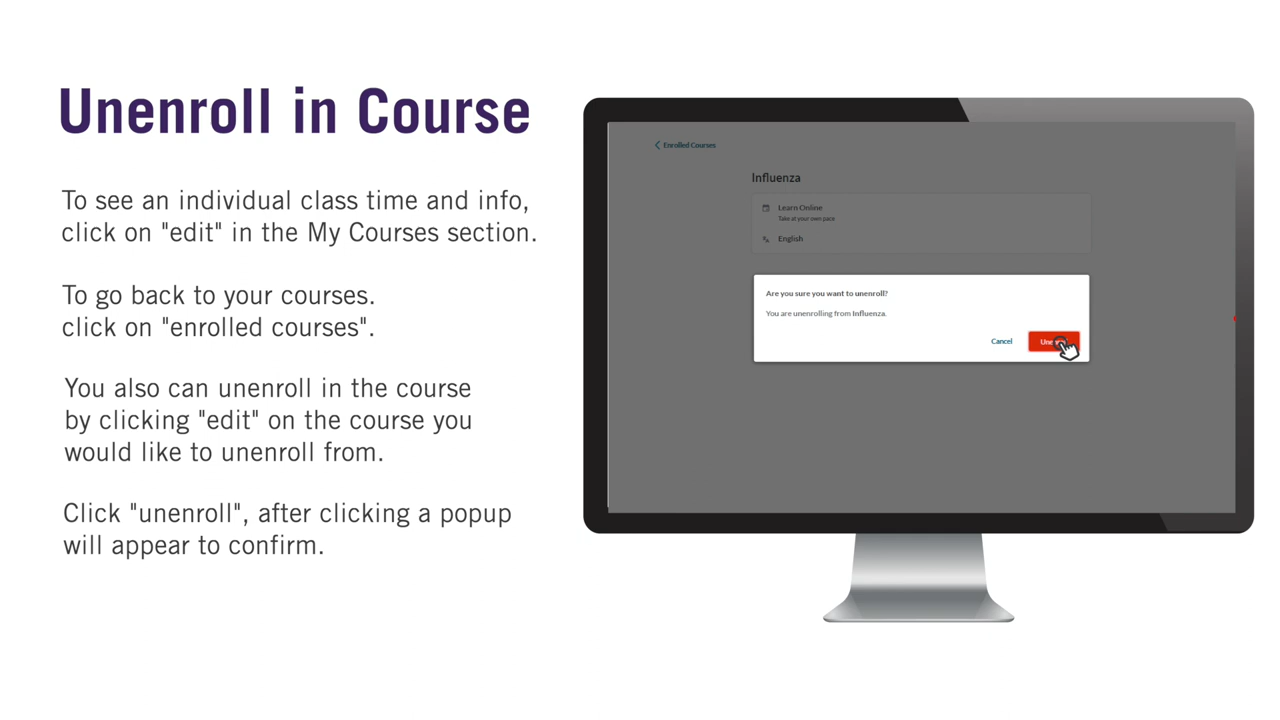 Unenroll in Course
To see an individual class time and info,
click on "edit" in the My Courses section.
To go back to your courses.
click on "enrolled courses".
You also can unenroll in the course
by clicking "edit" on the course you
would like to unenroll from.
Click "unenroll", after clicking a popup
will appear to confirm.
Enrolled Courses
Influenza
Learn Online
Take at your own pace
English
Are you sure you want to unenroll?
You are unenrolling from Influenza.
Cancel